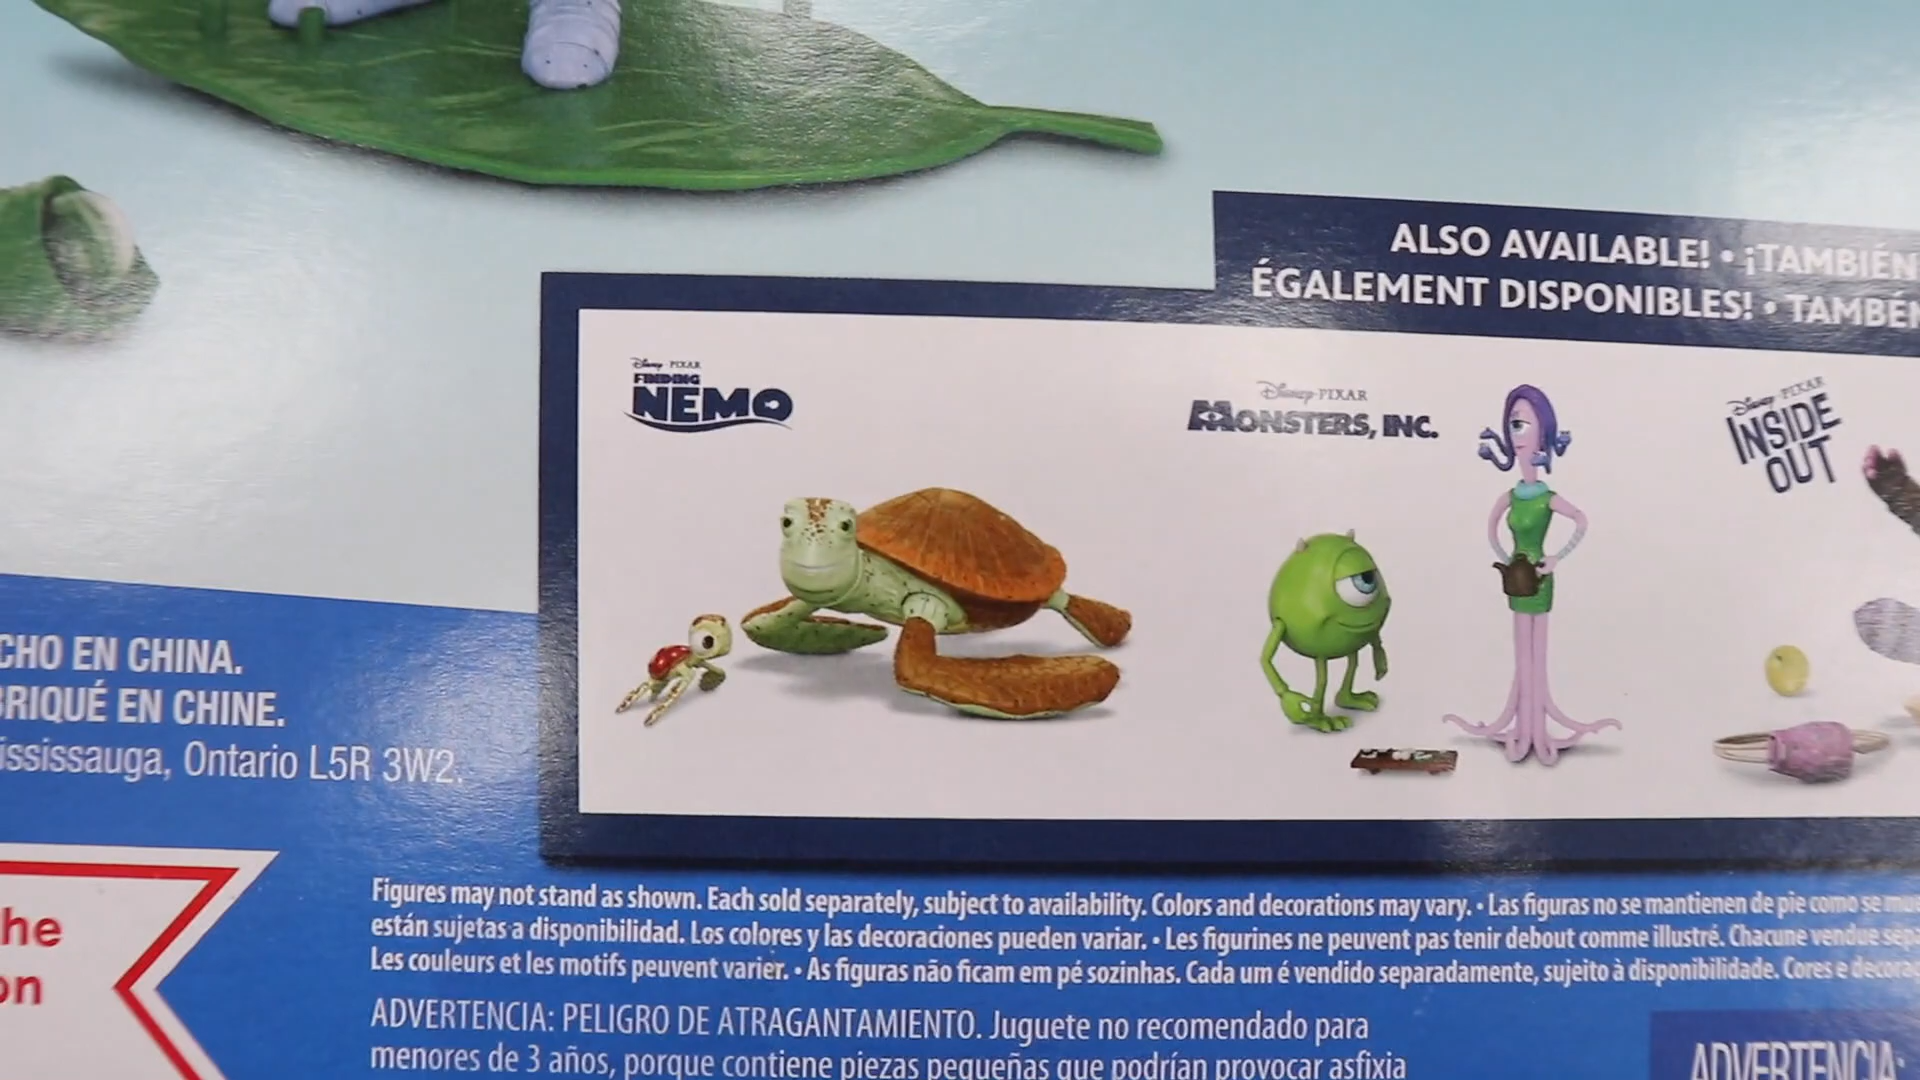 ALSO AVAILABLE! • ¡TAMBIÉN
ÉGALEMENT DISPONIBLES! • TAMBÉM
Disney•PIXAR
FINDING
NEMO
Disney•PIXAR
MONSTERS, INC.
Disney•PIXAR
INSIDE
OUT
CHO EN CHINA.
BRIQUÉ EN CHINE.
ississauga, Ontario L5R 3W2.
he
on
Figures may not stand as shown. Each sold separately, subject to availability. Colors and decorations may vary. • Las figuras no se mantienen de pie como se mue
están sujetas a disponibilidad. Los colores y las decoraciones pueden variar. • Les figurines ne peuvent pas tenir debout comme illustré. Chacune vendue sépa
Les couleurs et les motifs peuvent varier. • As figuras não ficam em pé sozinhas. Cada um é vendido separadamente, sujeito à disponibilidade. Cores e decora
ADVERTENCIA: PELIGRO DE ATRAGANTAMIENTO. Juguete no recomendado para
menores de 3 años, porque contiene piezas pequeñas que podrían provocar asfixia
ADVERTENCIA: